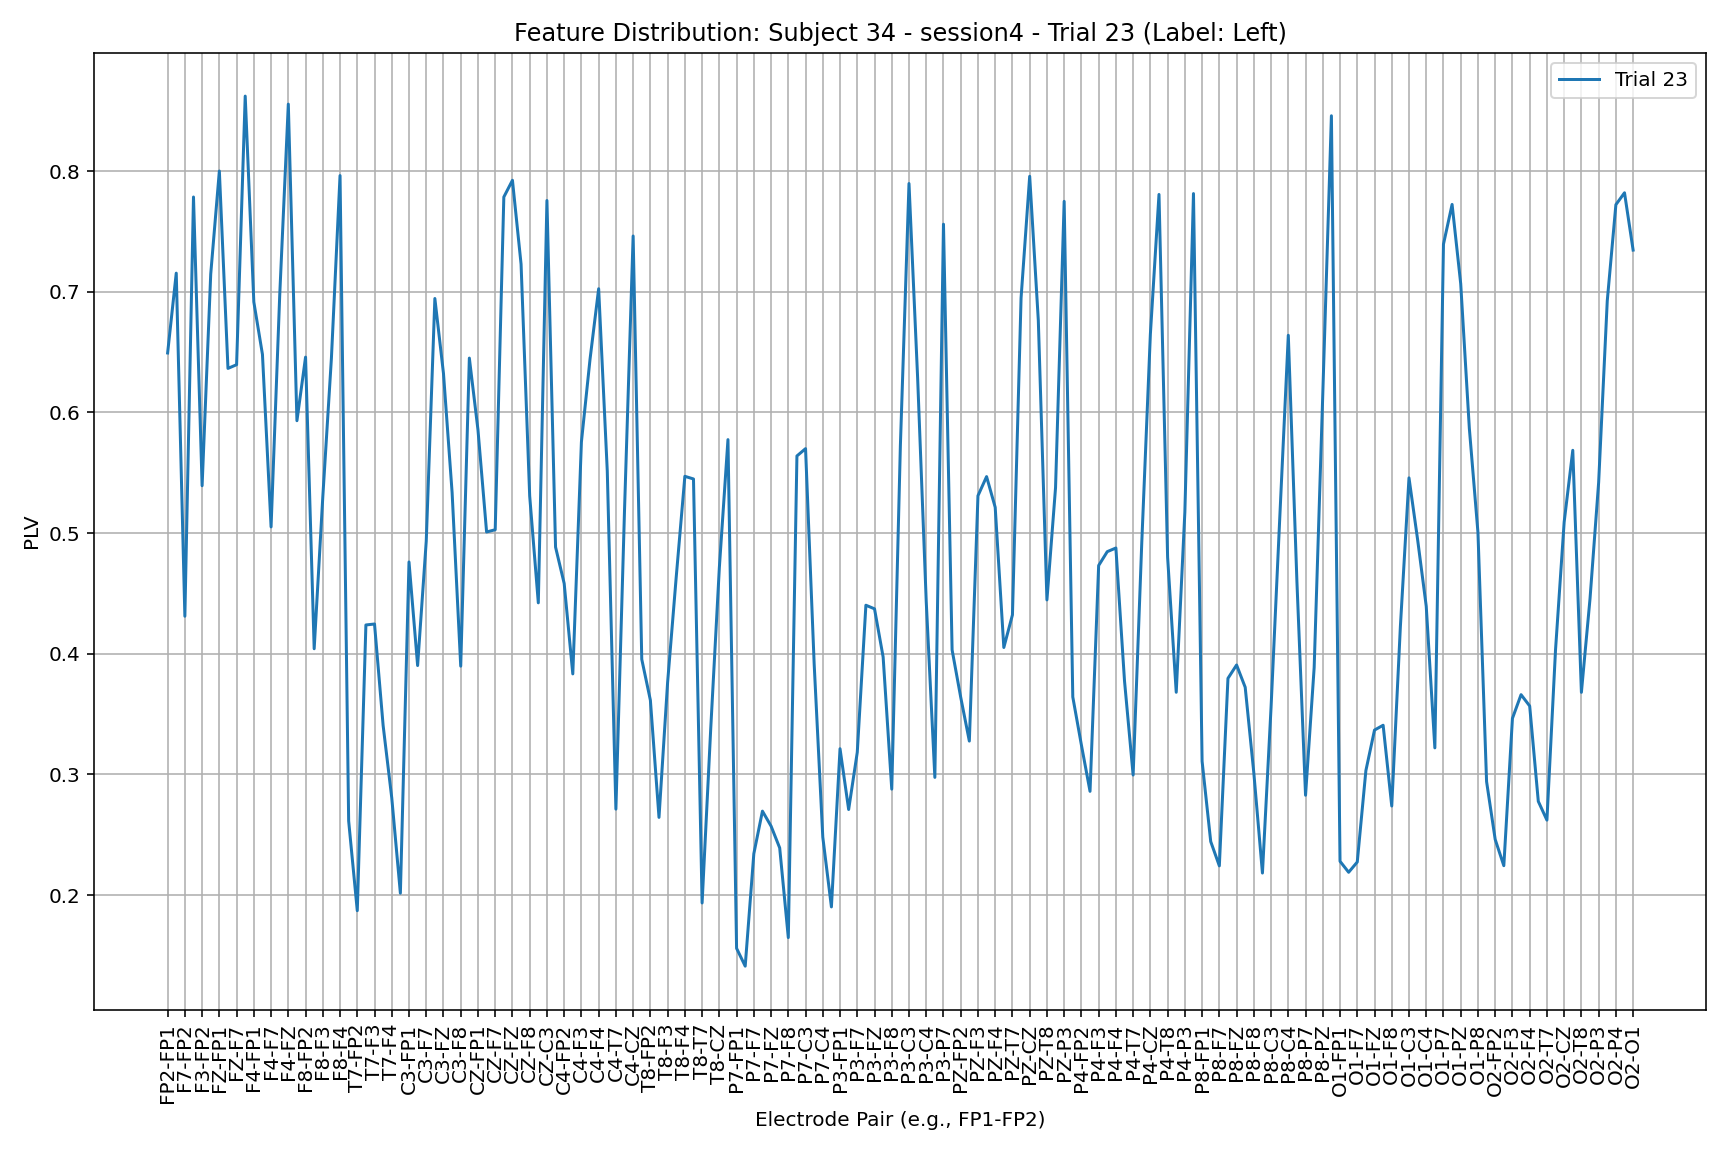 Feature Distribution: Subject 34 - session4 - Trial 23 (Label: Left)
Trial 23
PLV
0.8
0.7
0.6
0.5
0.4
0.3
0.2
FP2-FP1
F7-FP2
F3-FP2
FZ-FP1
FZ-F7
F4-FP1
F4-F7
F4-FZ
F8-FP2
F8-F3
F8-F4
T7-FP2
T7-F3
T7-F4
C3-FP1
C3-F7
C3-FZ
C3-F8
CZ-FP1
CZ-F7
CZ-FZ
CZ-F8
CZ-C3
C4-FP2
C4-F3
C4-F4
C4-T7
C4-CZ
T8-FP2
T8-F3
T8-F4
T8-T7
T8-CZ
P7-FP1
P7-F7
P7-FZ
P7-F8
P7-C3
P7-C4
P3-FP1
P3-F7
P3-FZ
P3-F8
P3-C3
P3-C4
P3-P7
PZ-FP2
PZ-F3
PZ-F4
PZ-T7
PZ-CZ
PZ-T8
PZ-P3
P4-FP2
P4-F3
P4-F4
P4-T7
P4-CZ
P4-T8
P4-P3
P8-FP1
P8-F7
P8-FZ
P8-F8
P8-C3
P8-C4
P8-P7
P8-PZ
O1-FP1
O1-F7
O1-FZ
O1-F8
O1-C3
O1-C4
O1-P7
O1-PZ
O1-P8
O2-FP2
O2-F3
O2-F4
O2-T7
O2-CZ
O2-T8
O2-P3
O2-P4
O2-O1
Electrode Pair (e.g., FP1-FP2)